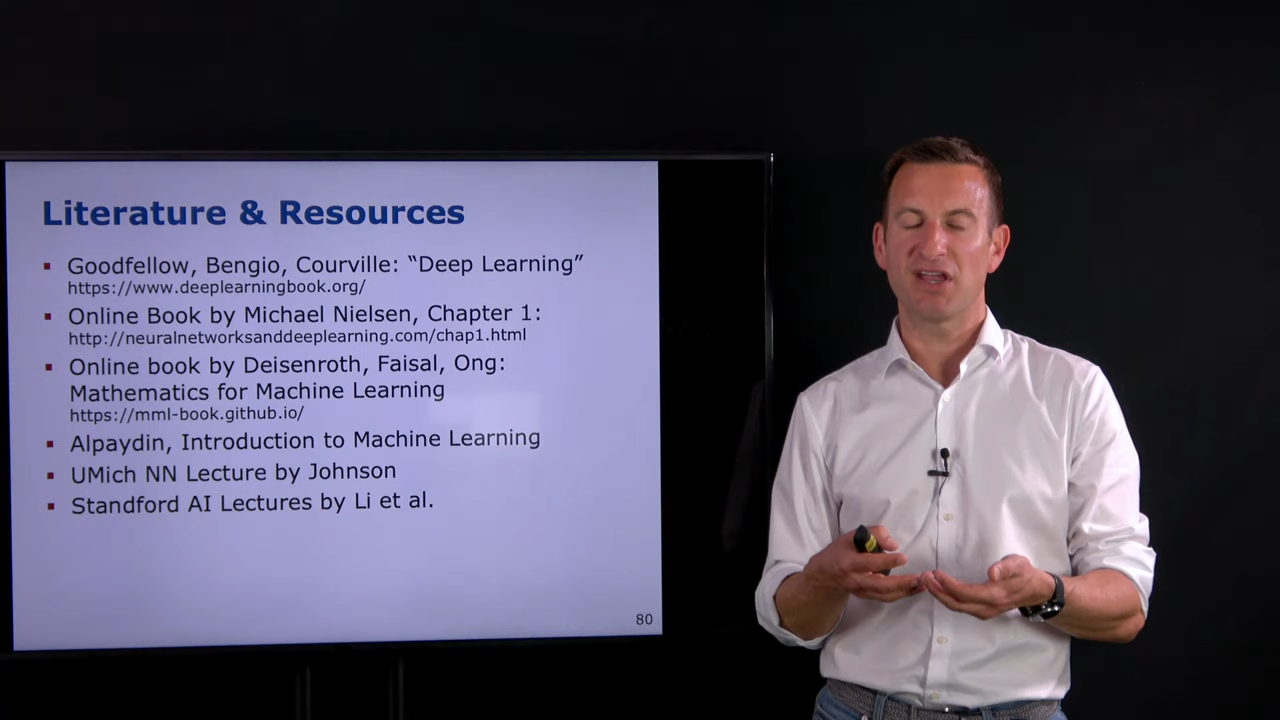 Literature & Resources
▪ Goodfellow, Bengio, Courville: “Deep Learning”
https://www.deeplearningbook.org/
▪ Online Book by Michael Nielsen, Chapter 1:
http://neuralnetworksanddeeplearning.com/chap1.html
▪ Online book by Deisenroth, Faisal, Ong:
Mathematics for Machine Learning
https://mml-book.github.io/
▪ Alpaydin, Introduction to Machine Learning
▪ UMich NN Lecture by Johnson
▪ Standford AI Lectures by Li et al.
80